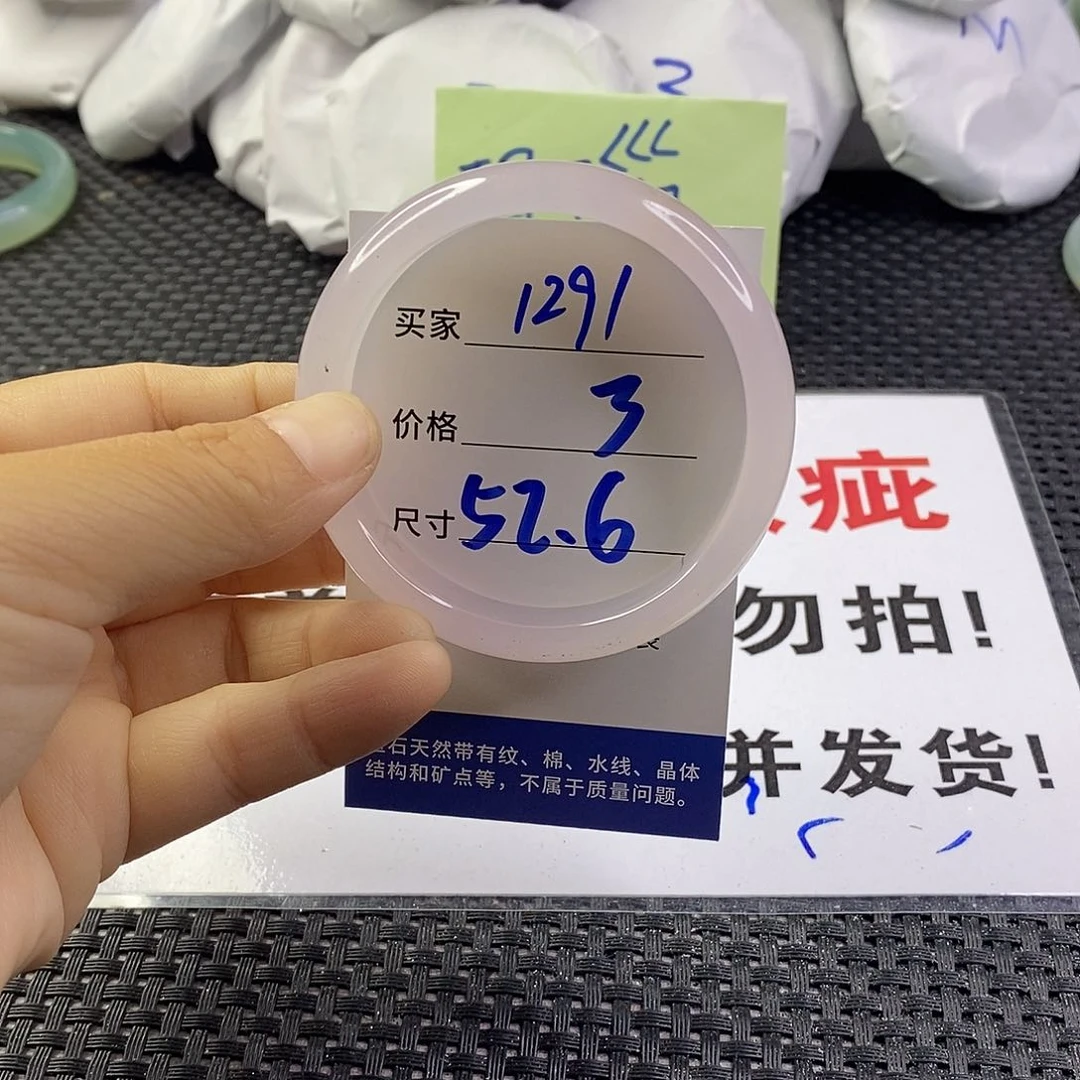 2
买家 1291
价格 3
尺寸 52.6
疵
勿拍!
并发货!
石天然带有纹、棉、水线、晶体
结构和矿点等，不属于质量问题。